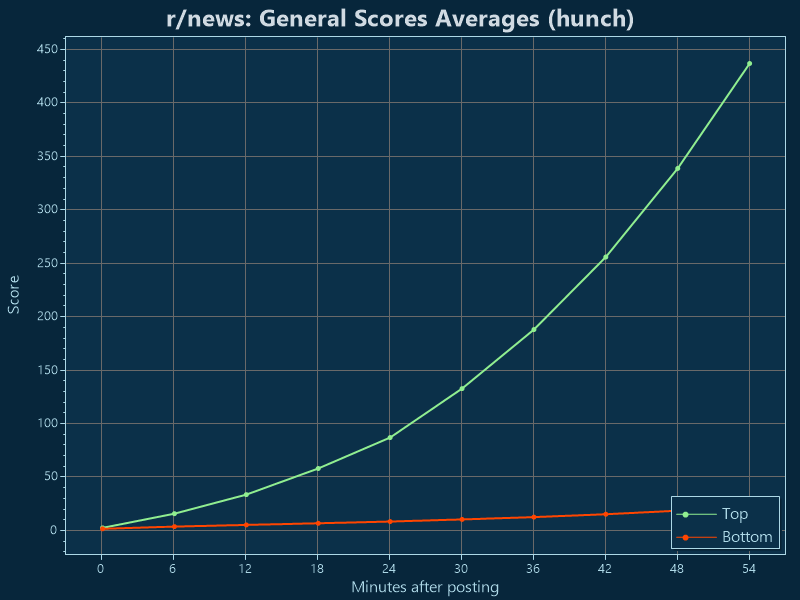 r/news: General Scores Averages (hunch)
450
400
350
300
250
200
150
100
50
0
Score
Top
Bottom
0 6 12 18 24 30 36 42 48 54
Minutes after posting